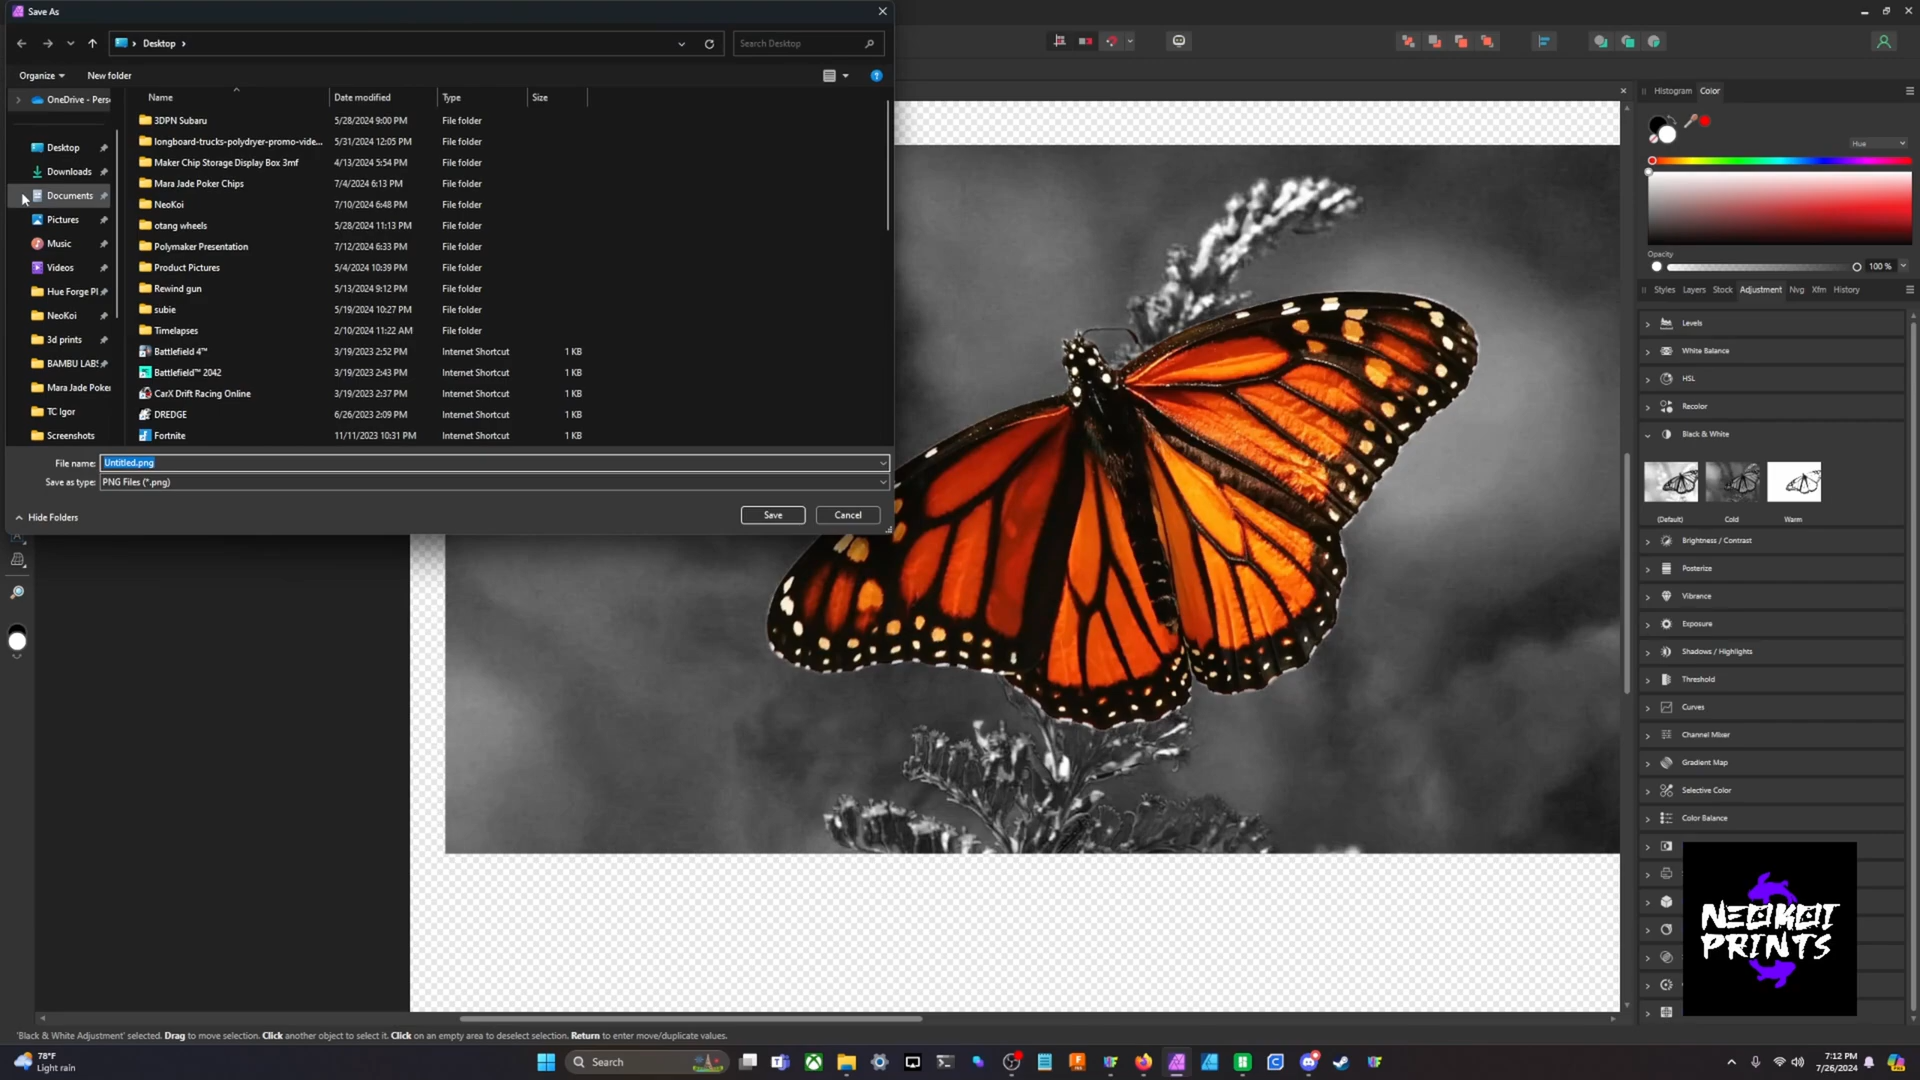 Save As
Desktop
Search Desktop
Organize
New folder
OneDrive - Pers
Desktop
Downloads
Documents
Pictures
Music
Videos
Hue Forge Pl
NeoKoi
3d prints
BAMBU LABS
Mara Jade Poker
TC Igor
Screenshots
Name Date modified Type Size
3DPN Subaru 5/28/2024 9:00 PM File folder
longboard-trucks-polydryer-promo-vide... 5/31/2024 12:05 PM File folder
Maker Chip Storage Display Box 3mf 4/13/2024 5:54 PM File folder
Mara Jade Poker Chips 7/4/2024 6:13 PM File folder
NeoKoi 7/10/2024 6:48 PM File folder
otang wheels 5/28/2024 11:13 PM File folder
Polymaker Presentation 7/12/2024 6:33 PM File folder
Product Pictures 5/4/2024 10:39 PM File folder
Rewind gun 5/13/2024 9:12 PM File folder
subie 5/19/2024 10:27 PM File folder
Timelapses 2/10/2024 11:22 AM File folder
Battlefield 4™ 3/19/2023 2:52 PM Internet Shortcut 1 KB
Battlefield™ 2042 3/19/2023 2:43 PM Internet Shortcut 1 KB
CarX Drift Racing Online 3/19/2023 2:37 PM Internet Shortcut 1 KB
DREDGE 6/26/2023 2:09 PM Internet Shortcut 1 KB
Fortnite 11/11/2023 10:31 PM Internet Shortcut 1 KB
File name: Untitled.png
Save as type: PNG Files (*.png)
Hide Folders
Save
Cancel
Histogram Color
Hue
Opacity
100 %
Styles Layers Stock Adjustment Nvg Xfm History
Levels
White Balance
HSL
Recolor
Black & White
(Default) Cold Warm
Brightness / Contrast
Posterize
Vibrance
Exposure
Shadows / Highlights
Threshold
Curves
Channel Mixer
Gradient Map
Selective Color
Color Balance
NEOKOI
PRINTS
'Black & White Adjustment' selected. Drag to move selection. Click another object to select it. Click on an empty area to deselect selection. Return to enter move/duplicate values.
78°F
Light rain
Search
7:12 PM
7/26/2024